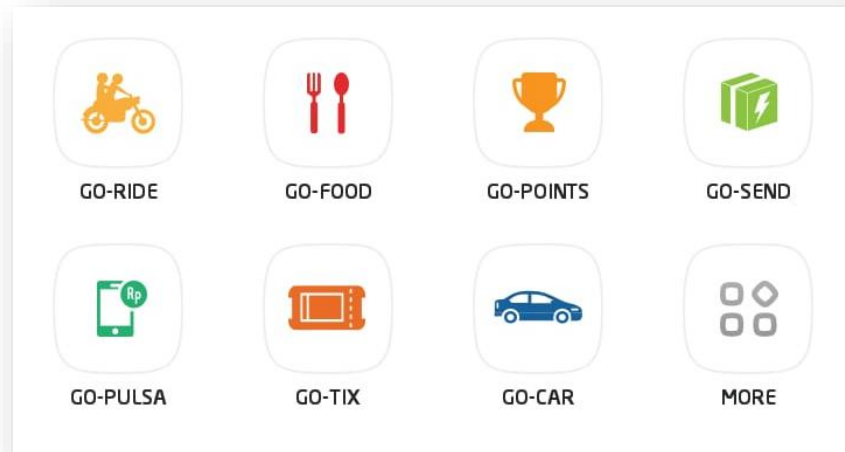 GO-RIDE
GO-FOOD
GO-POINTS
GO-SEND
Rp
GO-PULSA
GO-TIX
GO-CAR
MORE